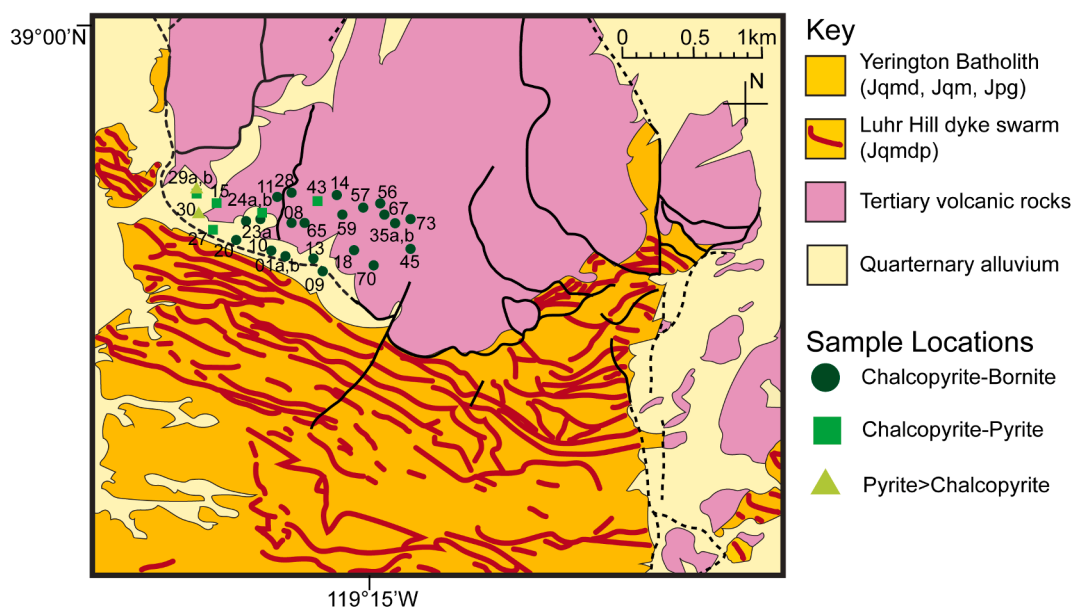 39°00’N
0 0.5 1km
N
29a,b
15
11
28
43
14
57
56
24a,b
30
08
67
73
27
23a
65
59
35a,b
20
10
13
18
45
01a,b
70
09
119°15’W
Key
Yerington Batholith
(Jqmd, Jqm, Jpg)
Luhr Hill dyke swarm
(Jqmdp)
Tertiary volcanic rocks
Quarternary alluvium
Sample Locations
Chalcopyrite-Bornite
Chalcopyrite-Pyrite
Pyrite>Chalcopyrite